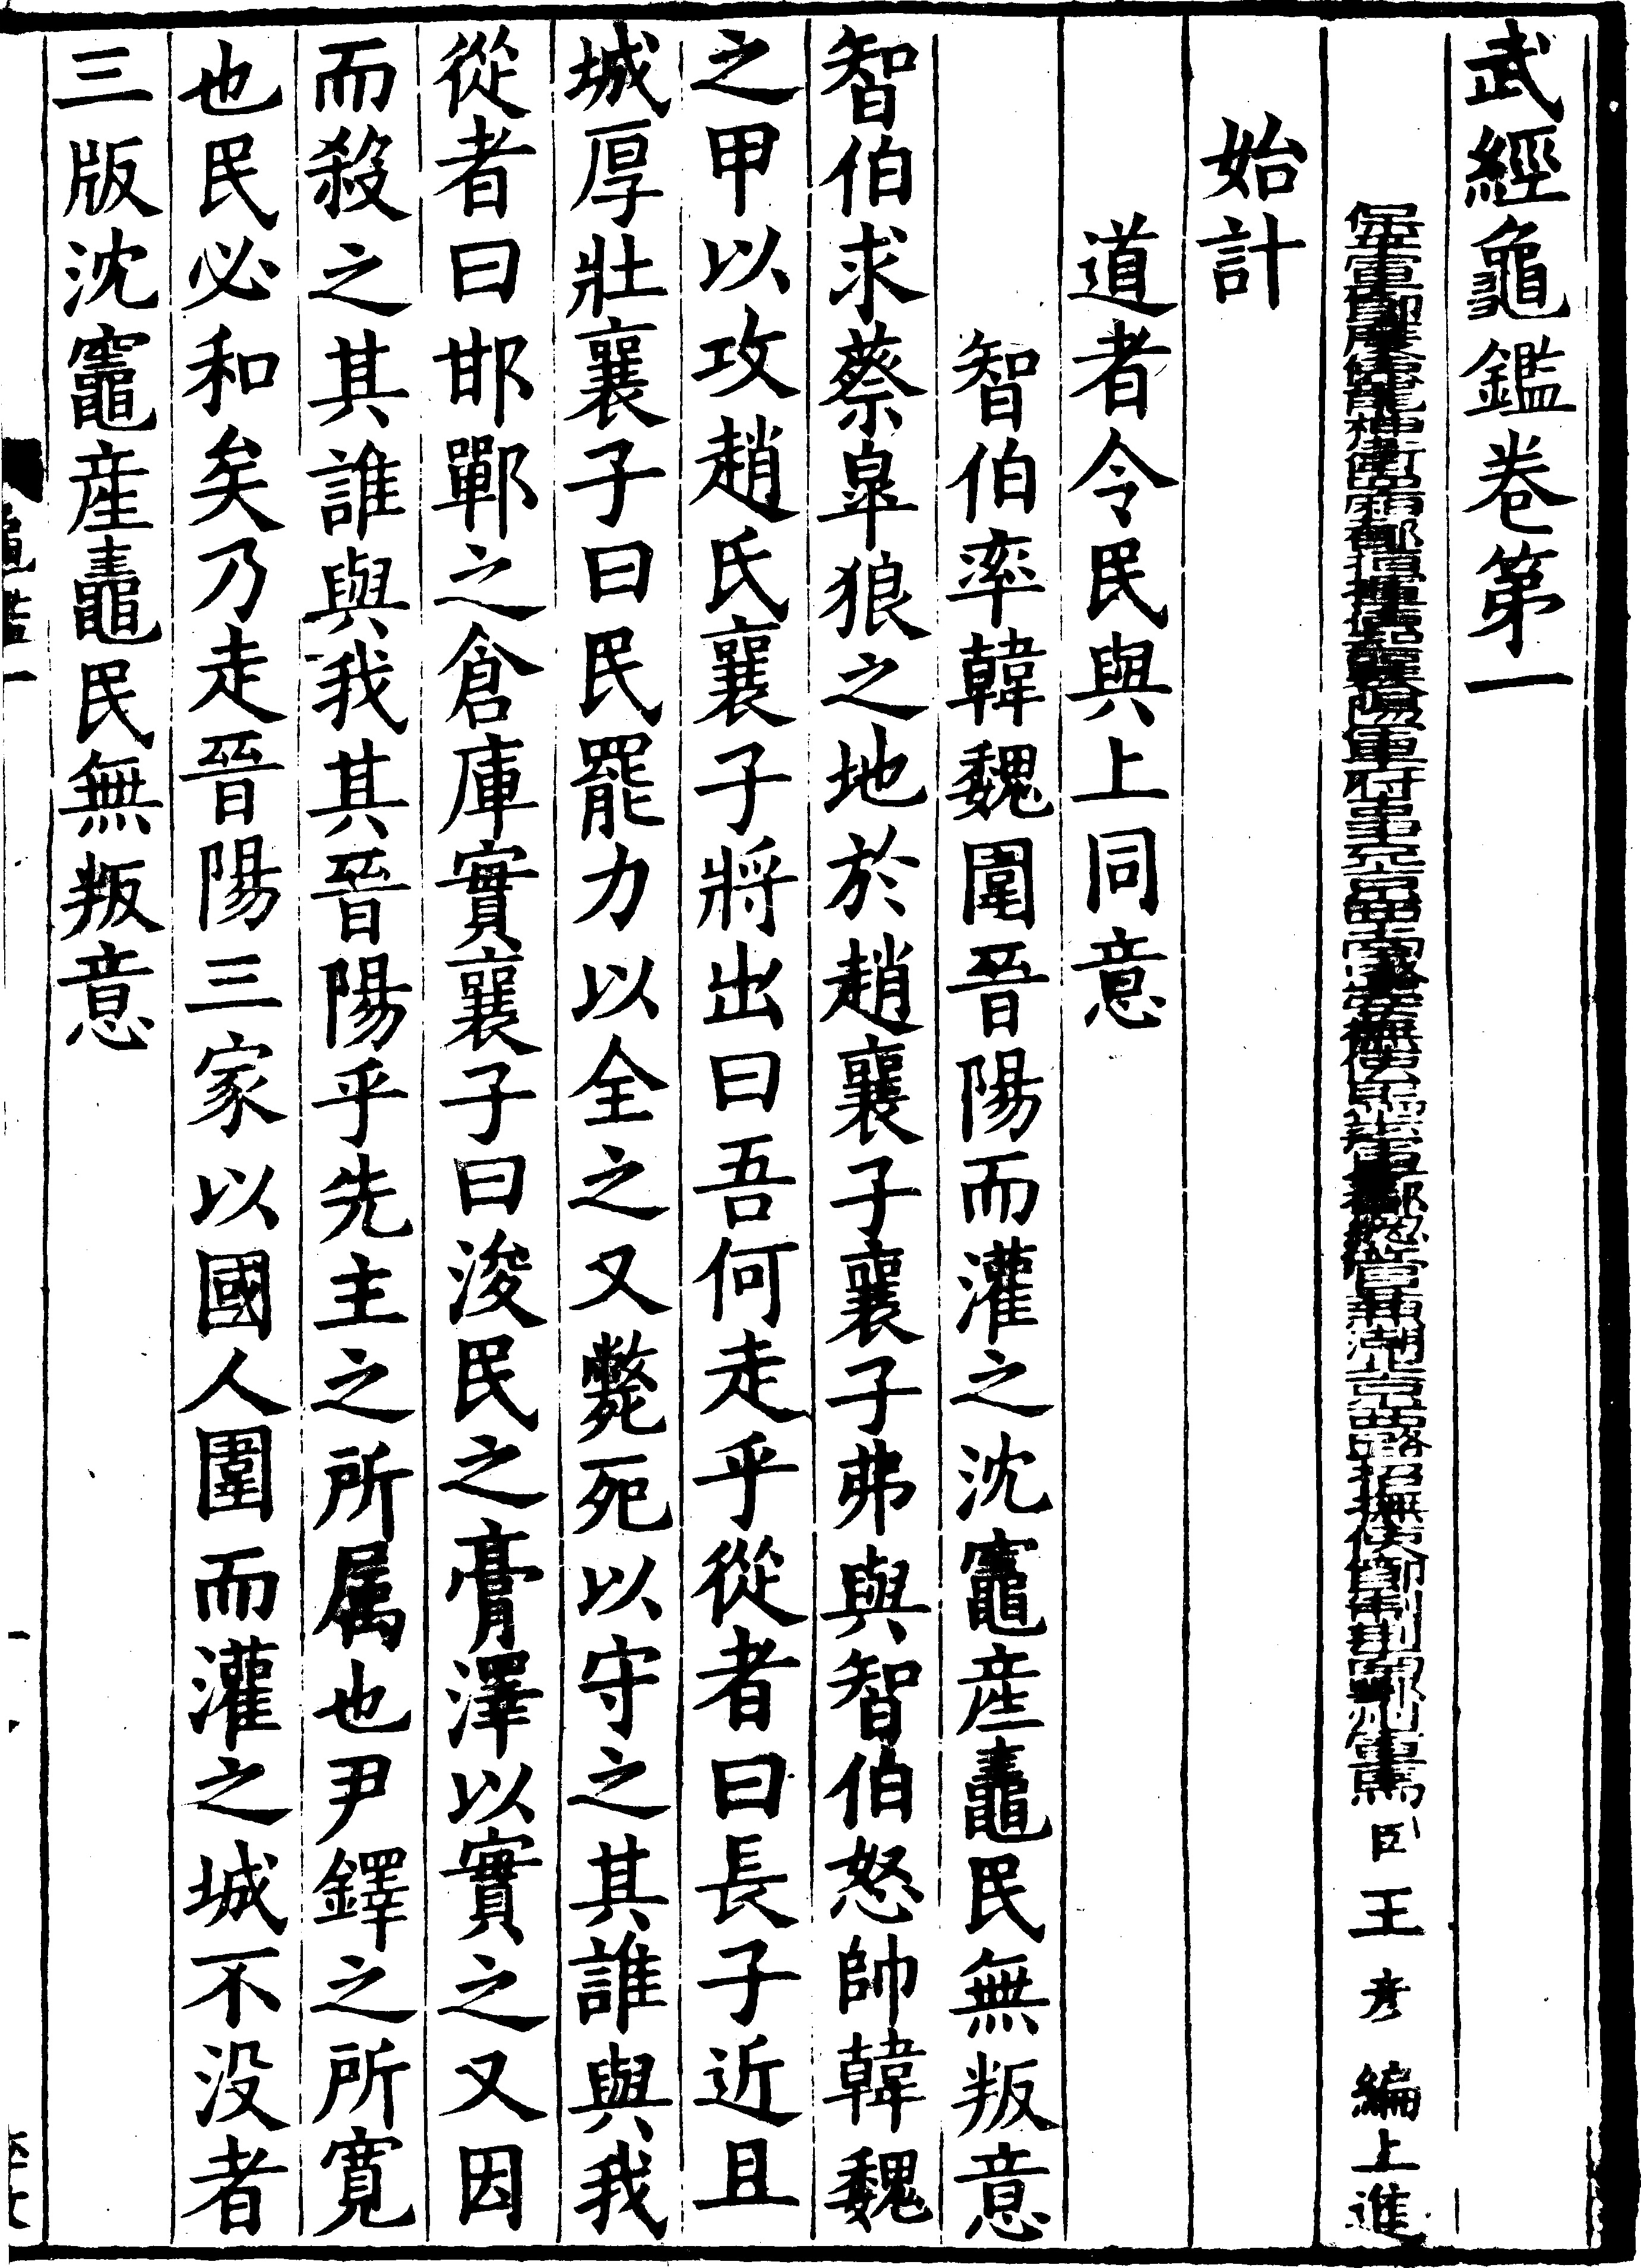 武經龜鑑卷第一
臣王彦編上進
始計
道者令民與上同意
智伯率韓魏圍晉陽而灌之沈竈産鼃民無叛意
智伯求蔡皐狼之地於趙襄子襄子弗與智伯怒帥韓魏
之甲以攻趙氏襄子將出曰吾何走乎從者曰長子近且
城厚壯襄子曰民罷力以全之又斃死以守之其誰與我
從者曰邯鄲之倉庫實襄子曰浚民之膏澤以實之又因
而殺之其誰與我其晉陽乎先主之所属也尹鐸之所寛
也民必和矣乃走晉陽三家以國人圍而灌之城不没者
三版沈竈産鼃民無叛意